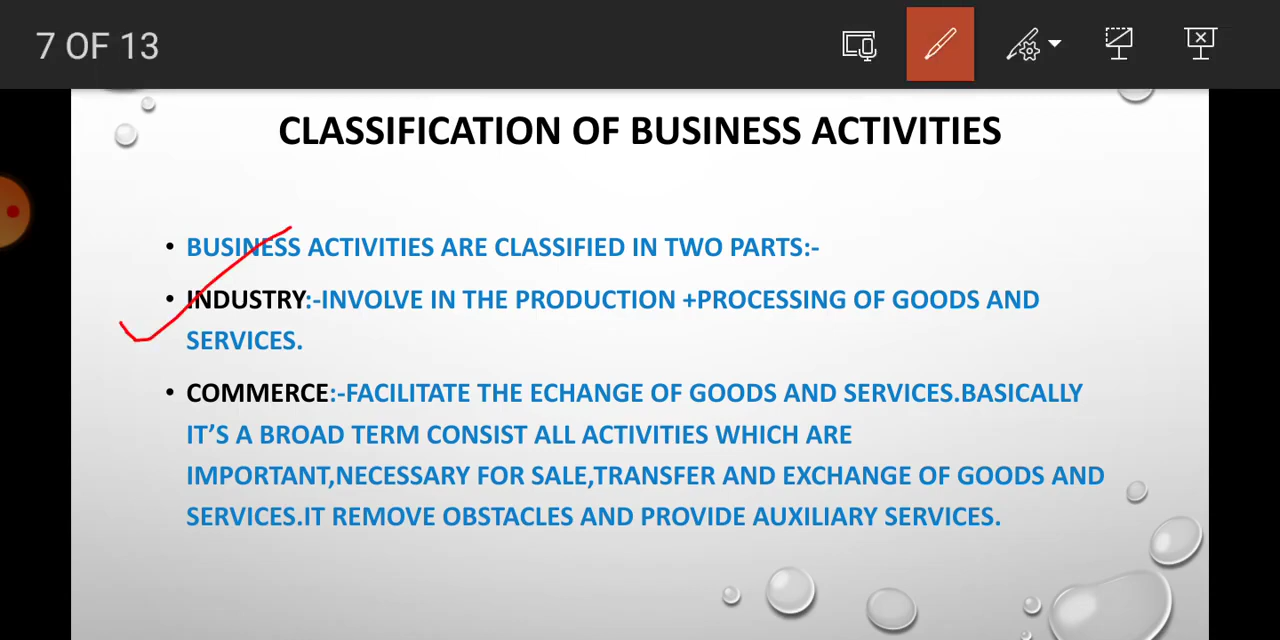 7 OF 13
CLASSIFICATION OF BUSINESS ACTIVITIES
• BUSINESS ACTIVITIES ARE CLASSIFIED IN TWO PARTS:-
• INDUSTRY:-INVOLVE IN THE PRODUCTION +PROCESSING OF GOODS AND
SERVICES.
• COMMERCE:-FACILITATE THE ECHANGE OF GOODS AND SERVICES.BASICALLY
IT’S A BROAD TERM CONSIST ALL ACTIVITIES WHICH ARE
IMPORTANT,NECESSARY FOR SALE,TRANSFER AND EXCHANGE OF GOODS AND
SERVICES.IT REMOVE OBSTACLES AND PROVIDE AUXILIARY SERVICES.